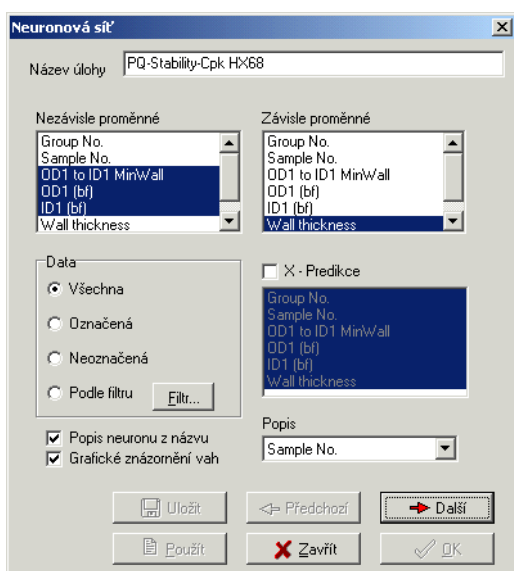 Neuronová síť
Název úlohy
PQ-Stability-Cpk HX68
Nezávisle proměnné
Group No.
Sample No.
OD1 to ID1 MinWall
OD1 (bf)
ID1 (bf)
Wall thickness
Závisle proměnné
Group No.
Sample No.
OD1 to ID1 MinWall
OD1 (bf)
ID1 (bf)
Wall thickness
Data
Všechna
Označená
Neoznačená
Podle filtru
Filtr...
X - Predikce
Group No.
Sample No.
OD1 to ID1 MinWall
OD1 (bf)
ID1 (bf)
Wall thickness
Popis neuronu z názvu
Grafické znázornění vah
Popis
Sample No.
Uložit
Předchozí
Další
Použít
Zavřít
OK